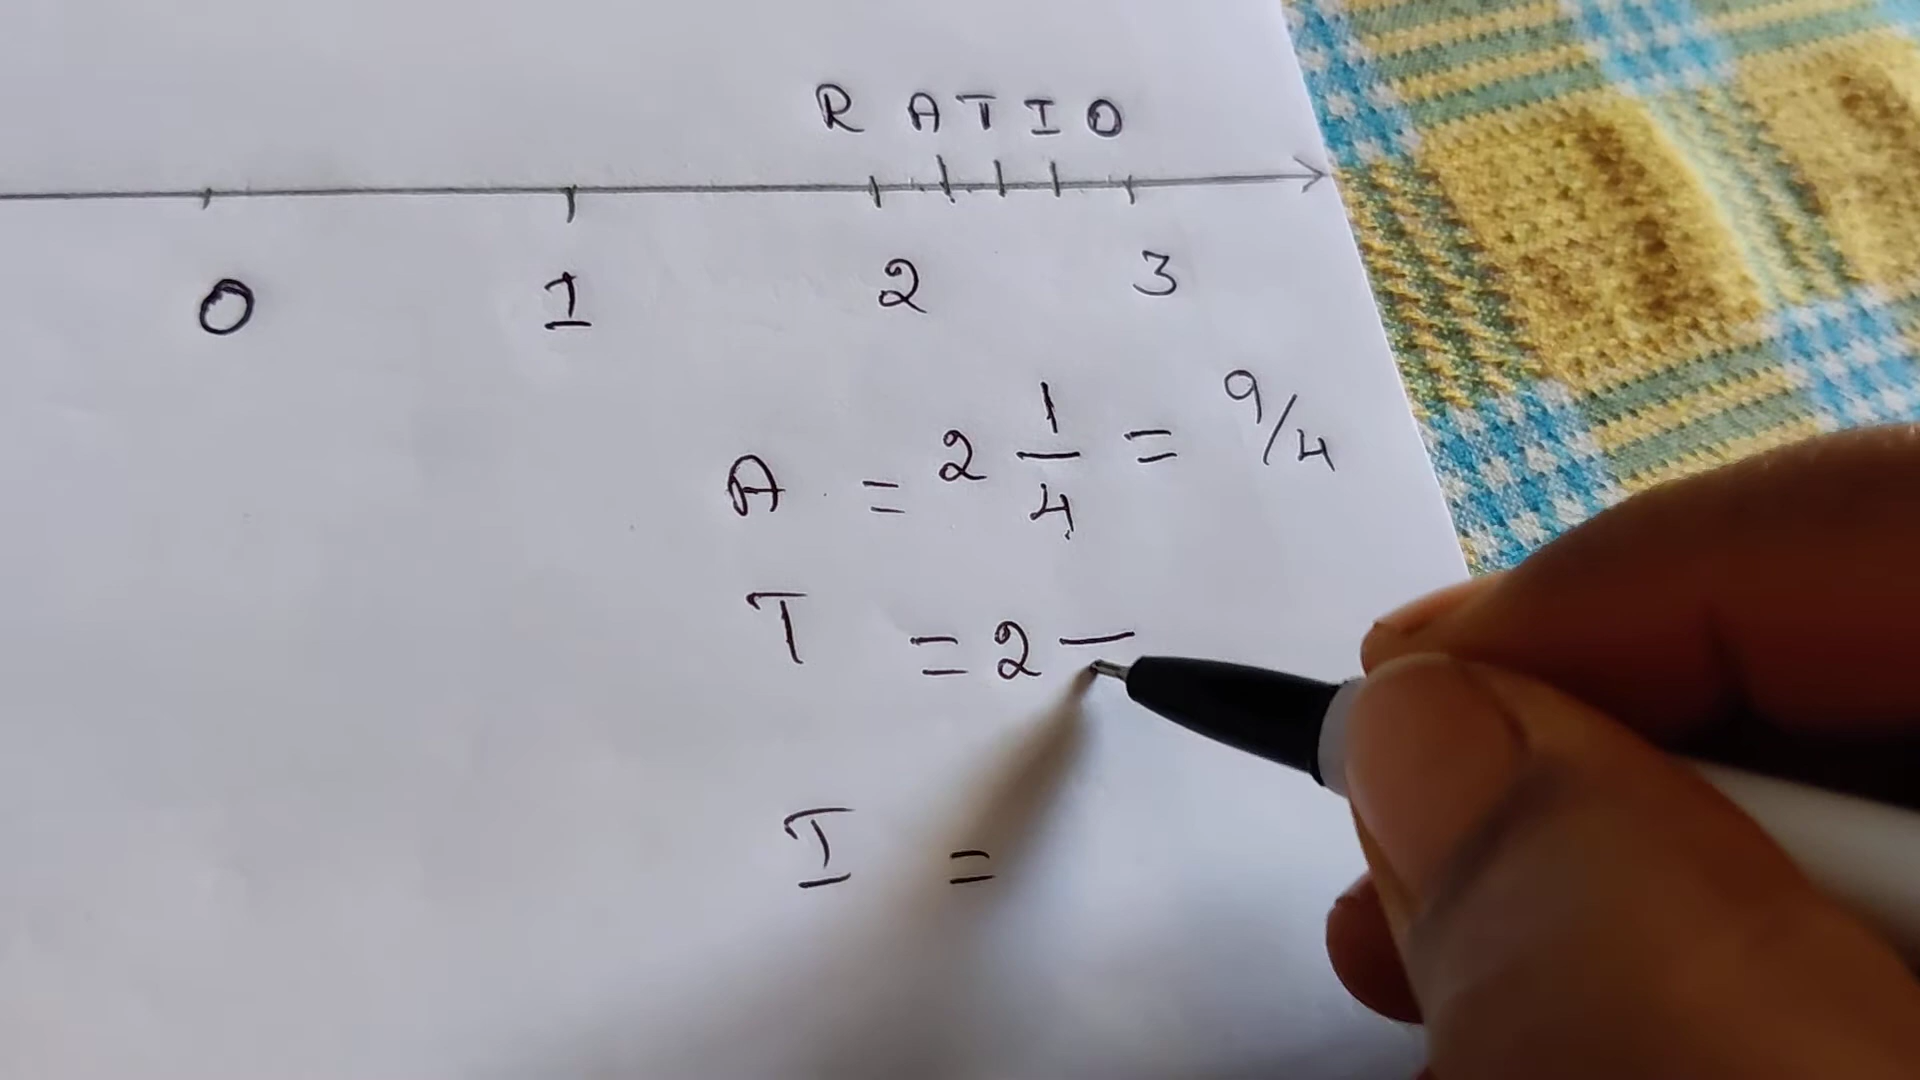 R A T I O
0 1 2 3
A = 2 1/4 = 9/4
T = 2 —
I =